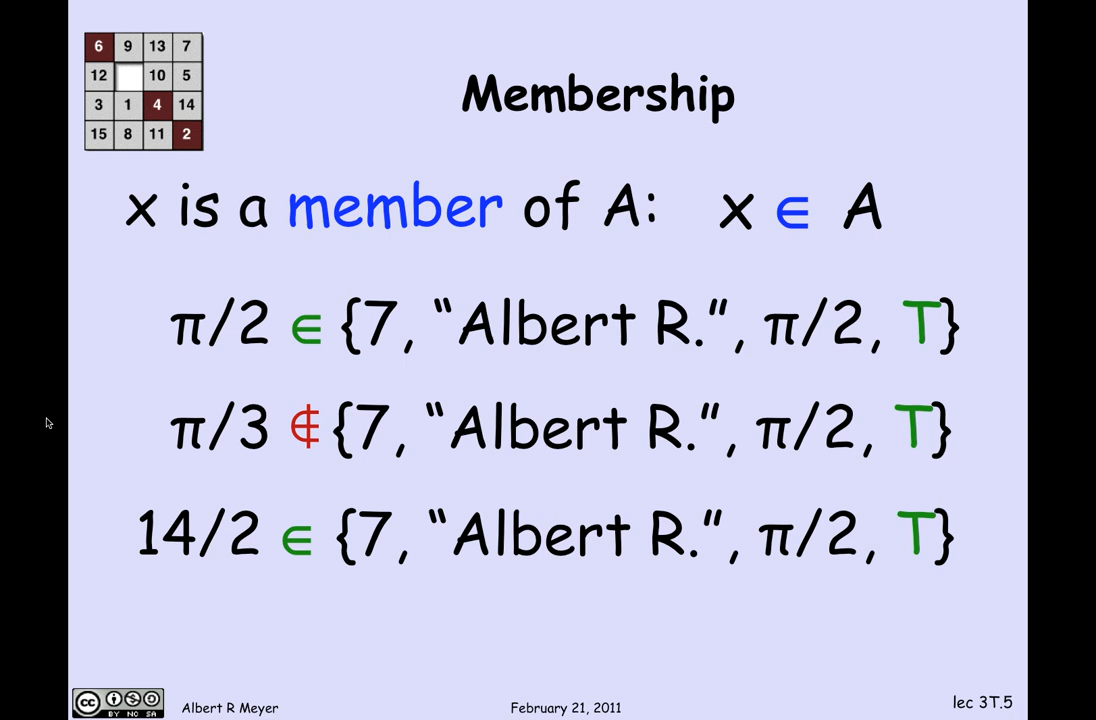 6 9 13 7
12 10 5
3 1 4 14
15 8 11 2
Membership
x is a member of A: x ∈ A
π/2 ∈ {7, “Albert R.”, π/2, T}
π/3 ∉ {7, “Albert R.”, π/2, T}
14/2 ∈ {7, “Albert R.”, π/2, T}
cc BY NC SA
Albert R Meyer February 21, 2011 lec 3T.5